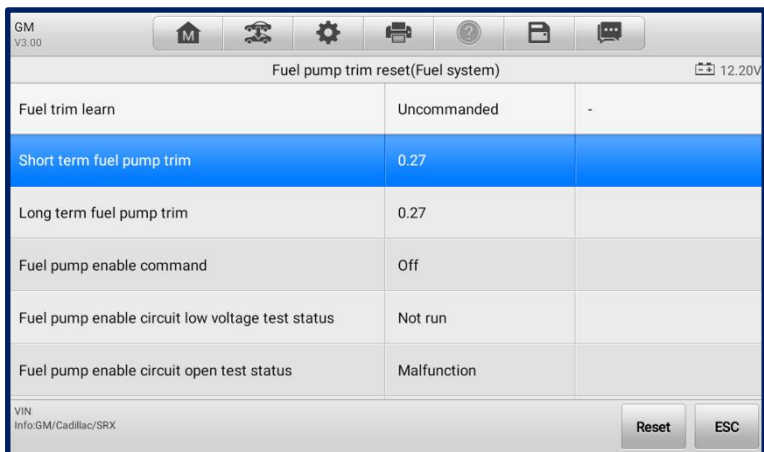 GM
V3.00
M
Fuel pump trim reset(Fuel system)
12.20V
Fuel trim learn Uncommanded -
Short term fuel pump trim 0.27
Long term fuel pump trim 0.27
Fuel pump enable command Off
Fuel pump enable circuit low voltage test status Not run
Fuel pump enable circuit open test status Malfunction
VIN
Info:GM/Cadillac/SRX
Reset ESC